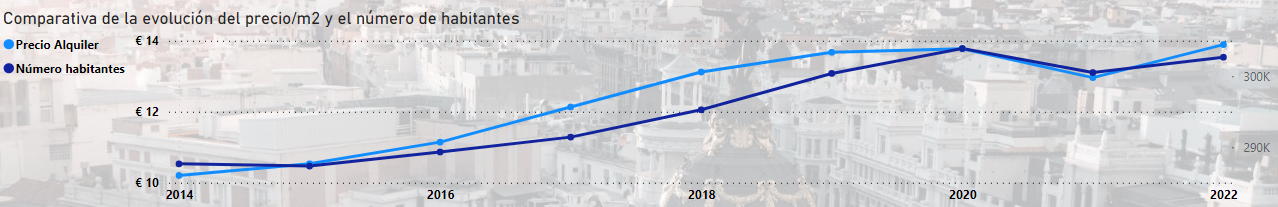 Comparativa de la evolución del precio/m2 y el número de habitantes
Precio Alquiler
Número habitantes
€ 14
€ 12
€ 10
300K
290K
2014 2016 2018 2020 2022